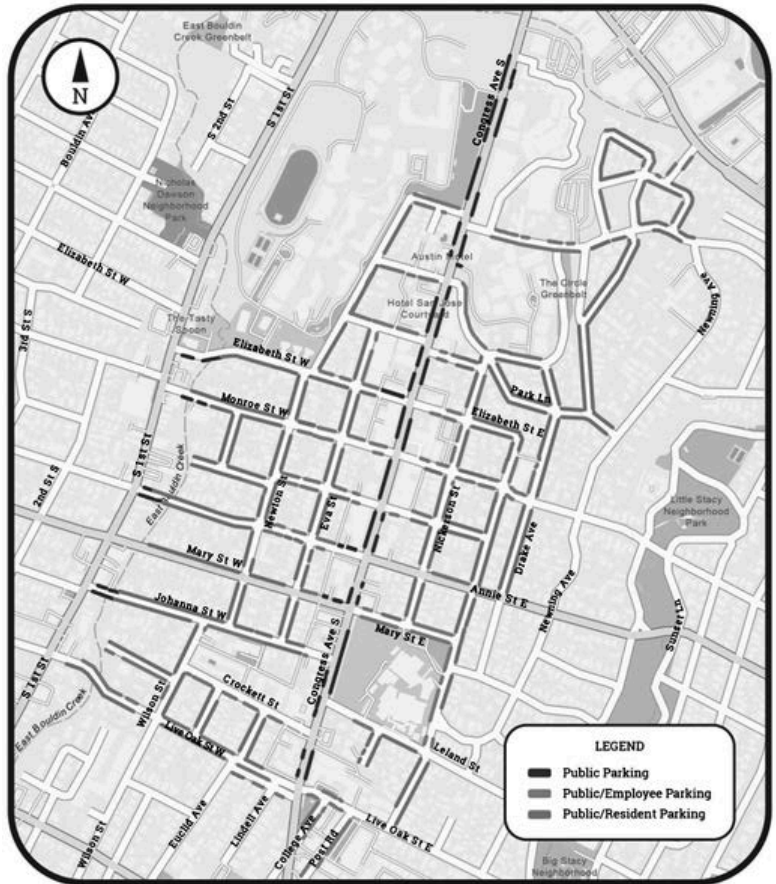 East Bouldin
Creek Greenbelt
N
S 2nd St
S 1st St
Congress Ave S
Bouldin Ave
Nicholas
Dawson
Neighborhood
Park
Elizabeth St W
Austin Motel
The Circle
Greenbelt
Hotel San Jose
Courtyard
Newning Ave
3rd St S
The Tasty
Spoon
Elizabeth St W
Park Ln
Monroe St W
Elizabeth St E
S 1st St
East Bouldin Creek
2nd St S
Newton St
Eva St
Nickerson St
Little Stacy
Neighborhood
Park
Drake Ave
Mary St W
Annie St E
Newning Ave
Johanna St W
Mary St E
Sunset Ln
Congress Ave S
S 1st St
Crockett St
Wilson St
East Bouldin Creek
Live Oak St W
Leland St
LEGEND
Public Parking
Public/Employee Parking
Public/Resident Parking
Euclid Ave
Lindell Ave
Live Oak St E
College Ave
Post Rd
Wilson St
Big Stacy
Neighborhood